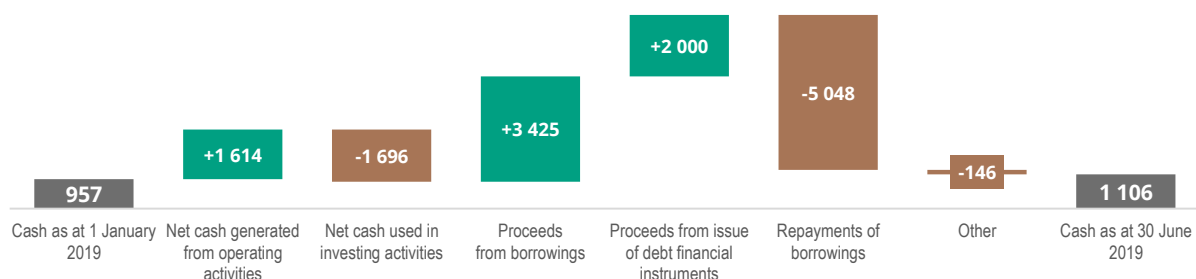 +2 000
-5 048
+3 425
+1 614
-1 696
-146
957
1 106
Cash as at 1 January
2019
Net cash generated
from operating
activities
Net cash used in
investing activities
Proceeds
from borrowings
Proceeds from issue
of debt financial
instruments
Repayments of
borrowings
Other
Cash as at 30 June
2019